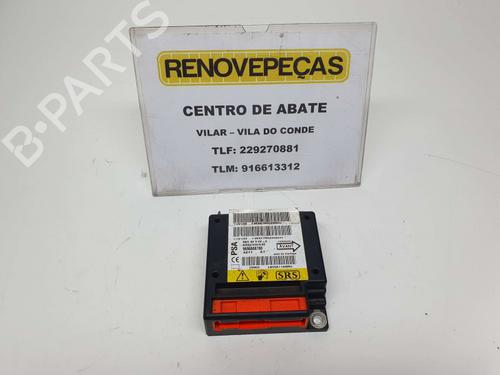 B-PARTS
RENOVEPEÇAS
CENTRO DE ABATE
VILAR – VILA DO CONDE
TLF: 229270881
TLM: 916613312
PSA
SRS